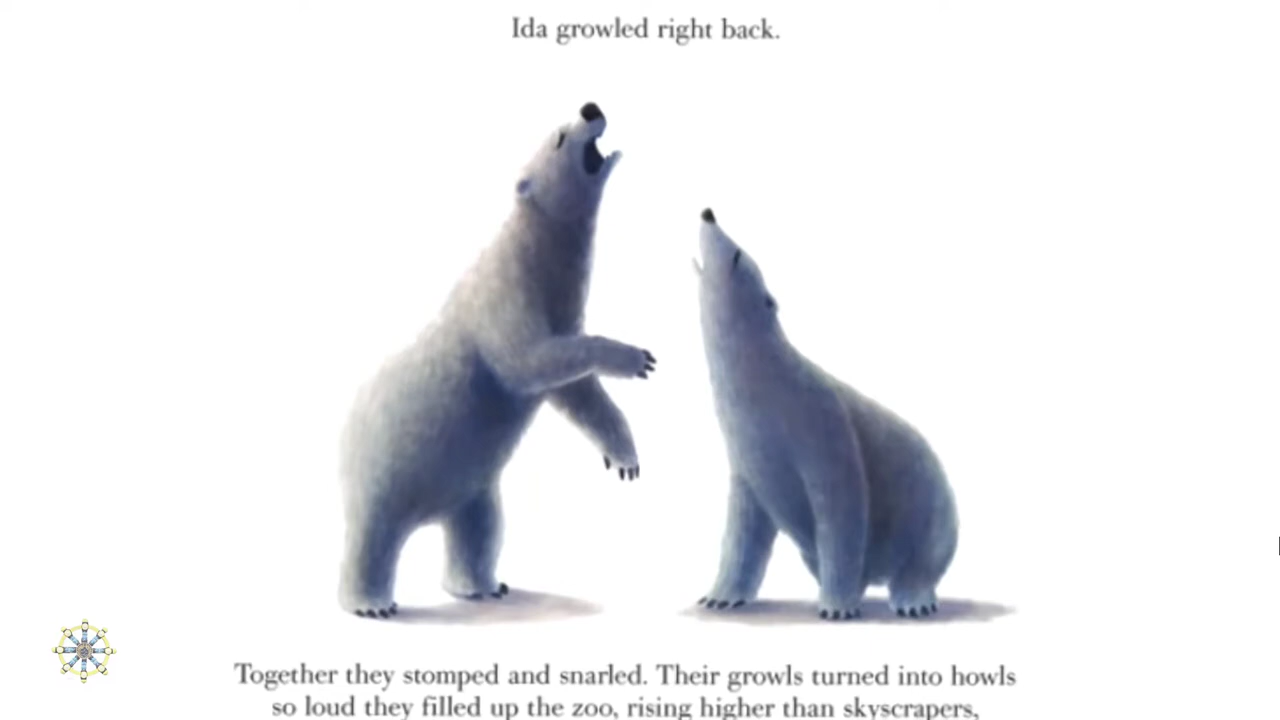 Ida growled right back.
Together they stomped and snarled. Their growls turned into howls
so loud they filled up the zoo, rising higher than skyscrapers,